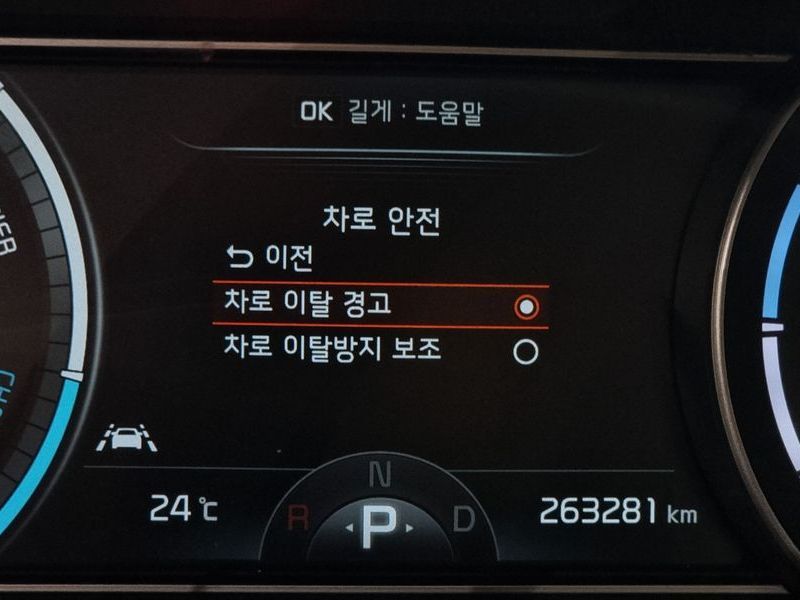 OK 길게 : 도움말
차로 안전
이전
차로 이탈 경고
차로 이탈방지 보조
N
R P D
24℃
263281 km